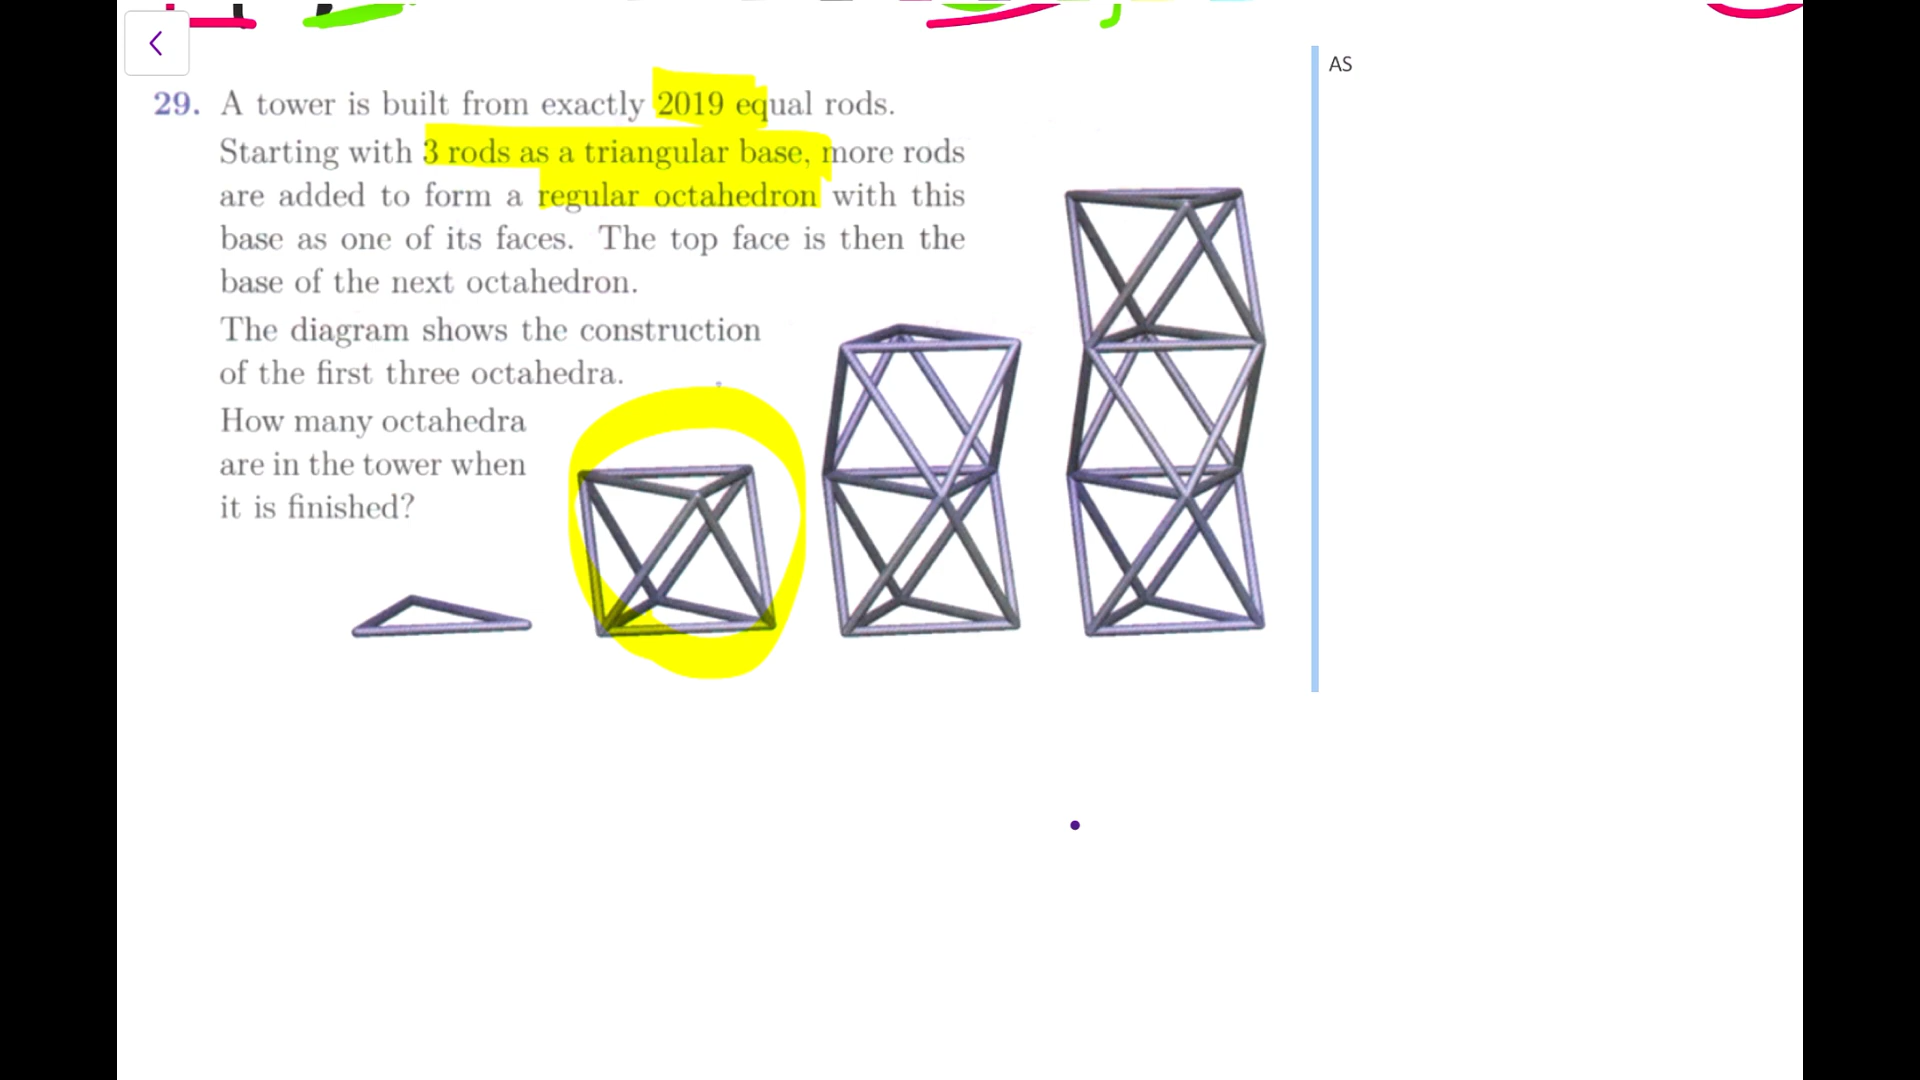 AS
29. A tower is built from exactly 2019 equal rods.
Starting with 3 rods as a triangular base, more rods
are added to form a regular octahedron with this
base as one of its faces. The top face is then the
base of the next octahedron.
The diagram shows the construction
of the first three octahedra.
How many octahedra
are in the tower when
it is finished?